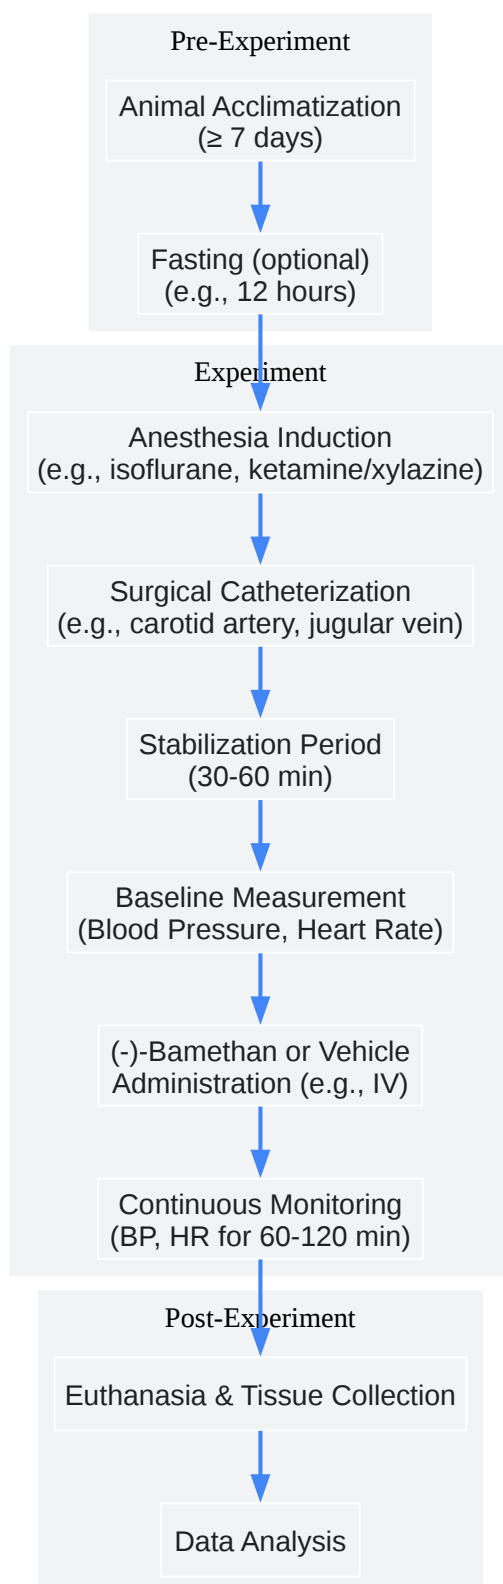 Pre-Experiment
Animal Acclimatization
(≥ 7 days)
Fasting (optional)
(e.g., 12 hours)
Experiment
Anesthesia Induction
(e.g., isoflurane, ketamine/xylazine)
Surgical Catheterization
(e.g., carotid artery, jugular vein)
Stabilization Period
(30-60 min)
Baseline Measurement
(Blood Pressure, Heart Rate)
(-)-Bamethan or Vehicle
Administration (e.g., IV)
Continuous Monitoring
(BP, HR for 60-120 min)
Post-Experiment
Euthanasia & Tissue Collection
Data Analysis